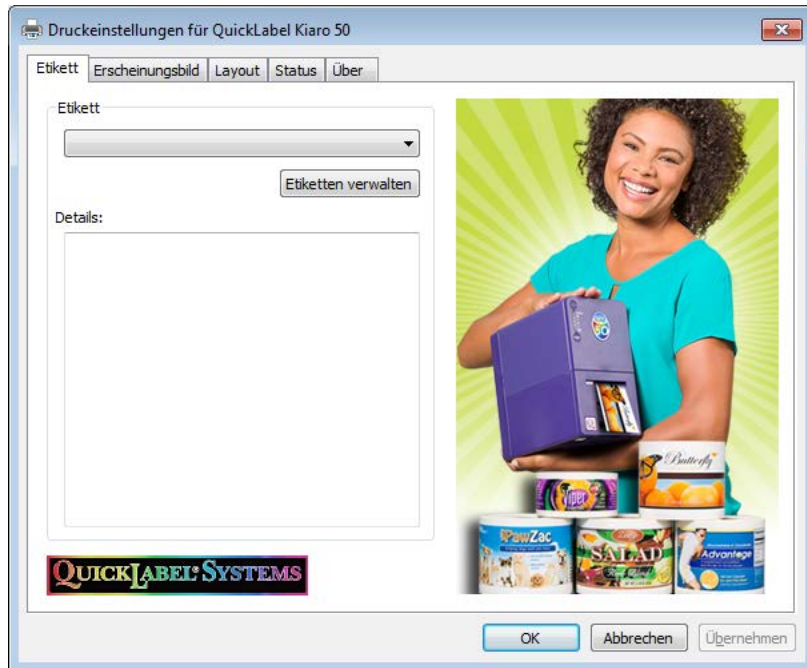 Druckeinstellungen für QuickLabel Kiaro 50
Etikett
Erscheinungsbild
Layout
Status
Über
Etikett
Etiketten verwalten
Details:
Butterfly
Viper
PawZac
SALAD
Advantage
QUICKLABEL® SYSTEMS
OK
Abbrechen
Übernehmen